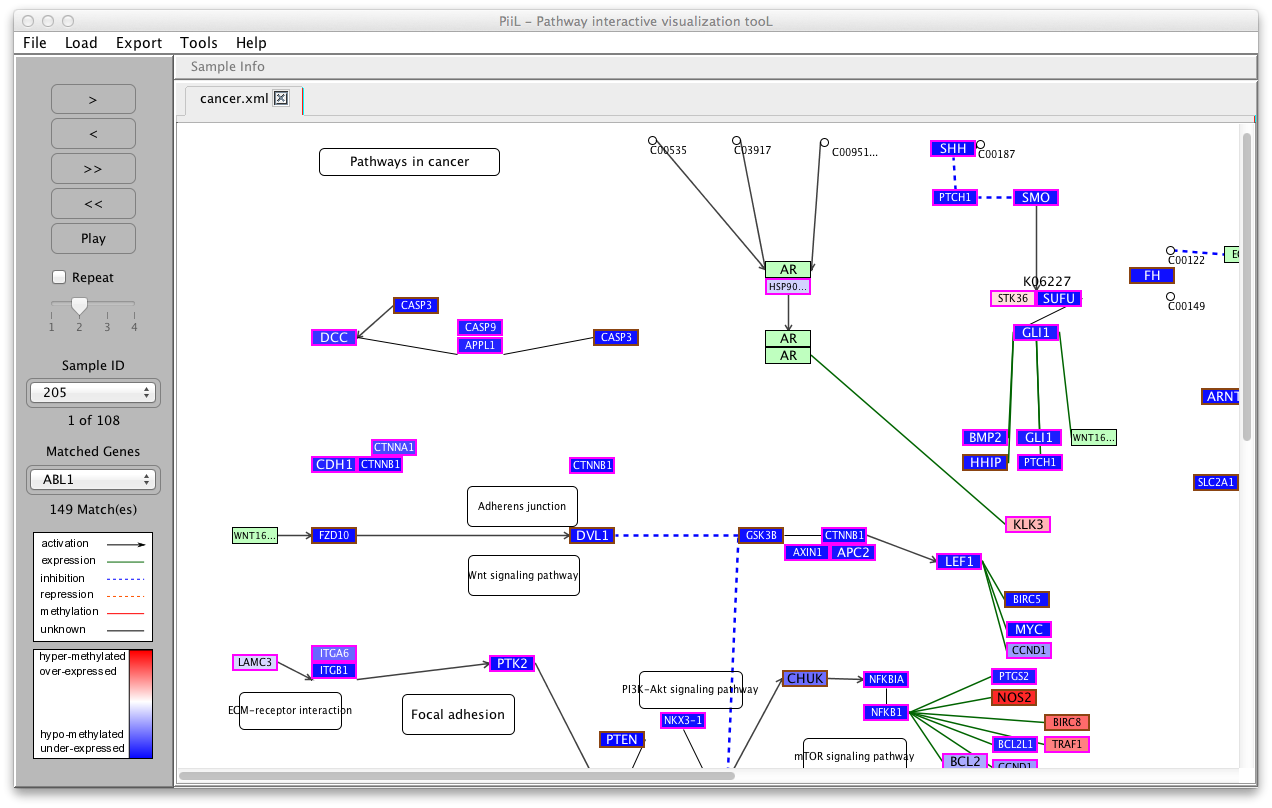 PiiL - Pathway interactive visualization tooL
File Load Export Tools Help
Sample Info
cancer.xml
>
<
>>
<<
Play
Repeat
1 2 3 4
Sample ID
205
1 of 108
Matched Genes
ABL1
149 Match(es)
activation
expression
inhibition
repression
methylation
unknown
hyper-methylated
over-expressed
hypo-methylated
under-expressed
Pathways in cancer
C00535
C03917
C00951...
SHH
C00187
PTCH1
SMO
C00122
AR
HSP90...
FH
K06227
STK36
SUFU
C00149
CASP3
DCC
CASP9
APPL1
CASP3
GLI1
AR
AR
ARNT
BMP2
GLI1
WNT16...
CTNNA1
CDH1
CTNNB1
CTNNB1
HHIP
PTCH1
SLC2A1
Adherens junction
KLK3
WNT16...
FZD10
DVL1
GSK3B
CTNNB1
AXIN1
APC2
LEF1
Wnt signaling pathway
BIRC5
MYC
CCND1
LAMC3
ITGA6
ITGB1
PTK2
PI3K-Akt signaling pathway
CHUK
NFKBIA
PTGS2
NOS2
ECM-receptor interaction
Focal adhesion
NKX3-1
NFKB1
BIRC8
PTEN
mTOR signaling pathway
BCL2L1
TRAF1
BCL2
CCND1